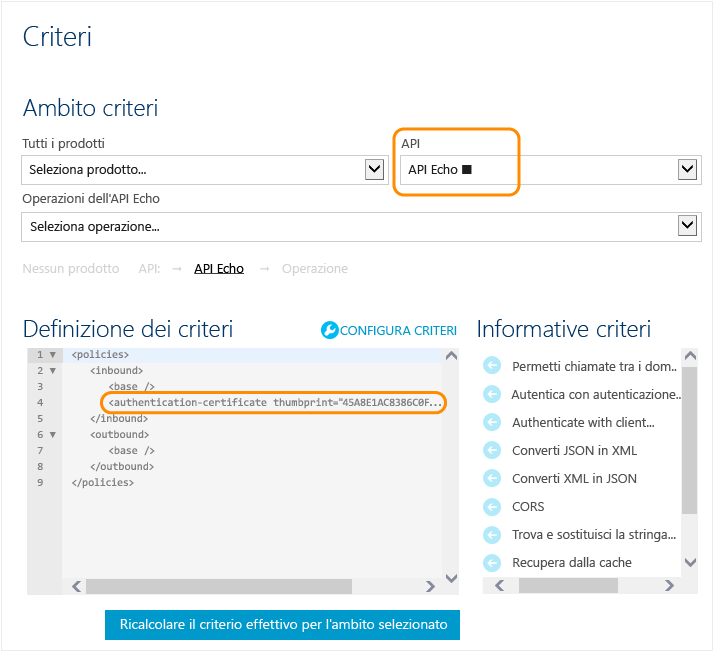 Criteri
Ambito criteri
Tutti i prodotti
API
Seleziona prodotto...
API Echo ■
Operazioni dell'API Echo
Seleziona operazione...
Nessun prodotto API: → API Echo → Operazione
Definizione dei criteri
CONFIGURA CRITERI
Informative criteri
1 <policies>
2 <inbound>
3 <base />
4 <authentication-certificate thumbprint="45A8E1AC8386C0F...
5 </inbound>
6 <outbound>
7 <base />
8 </outbound>
9 </policies>
Permetti chiamate tra i dom..
Autentica con autenticazione..
Authenticate with client...
Converti JSON in XML
Converti XML in JSON
CORS
Trova e sostituisci la stringa...
Recupera dalla cache
Ricalcolare il criterio effettivo per l'ambito selezionato